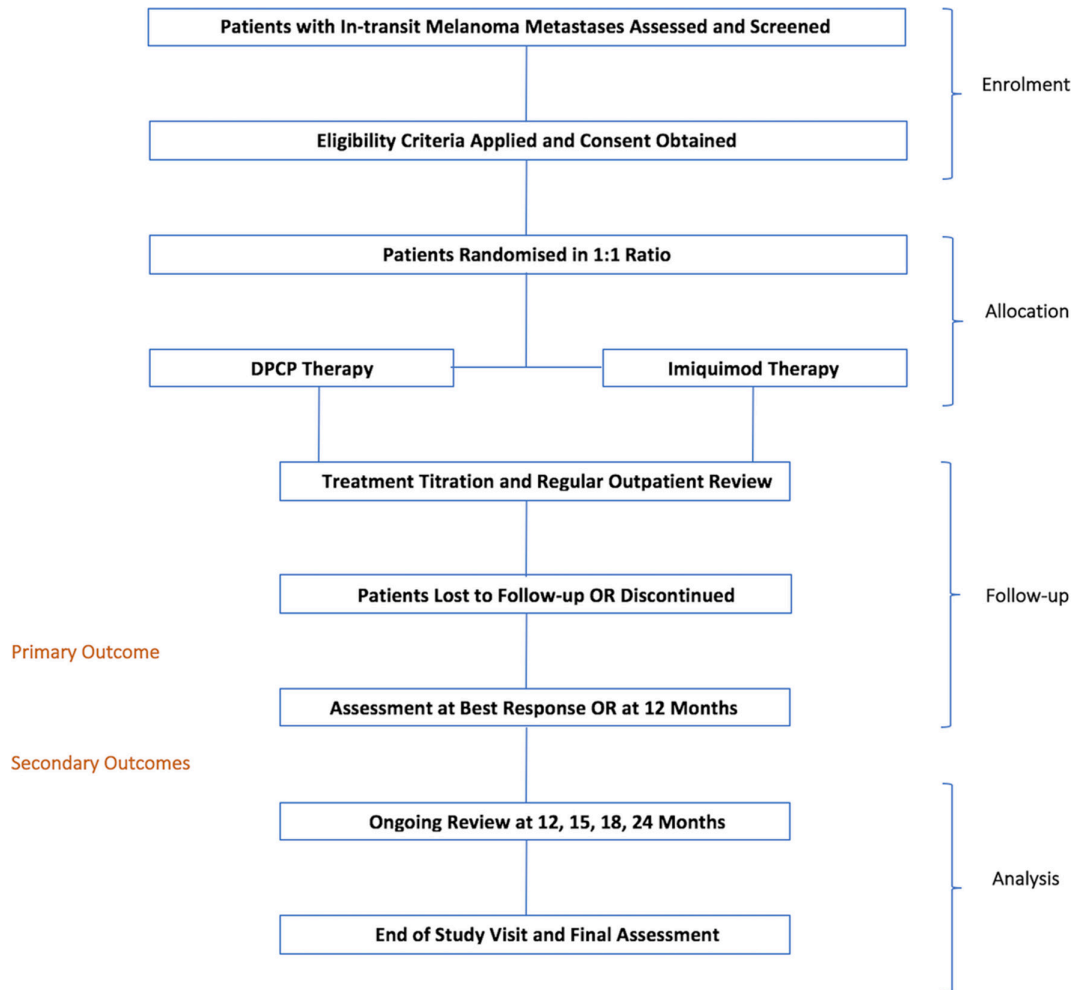 Patients with In-transit Melanoma Metastases Assessed and Screened
Enrolment
Eligibility Criteria Applied and Consent Obtained
Patients Randomised in 1:1 Ratio
Allocation
DPCP Therapy
Imiquimod Therapy
Treatment Titration and Regular Outpatient Review
Patients Lost to Follow-up OR Discontinued
Follow-up
Primary Outcome
Assessment at Best Response OR at 12 Months
Secondary Outcomes
Ongoing Review at 12, 15, 18, 24 Months
Analysis
End of Study Visit and Final Assessment